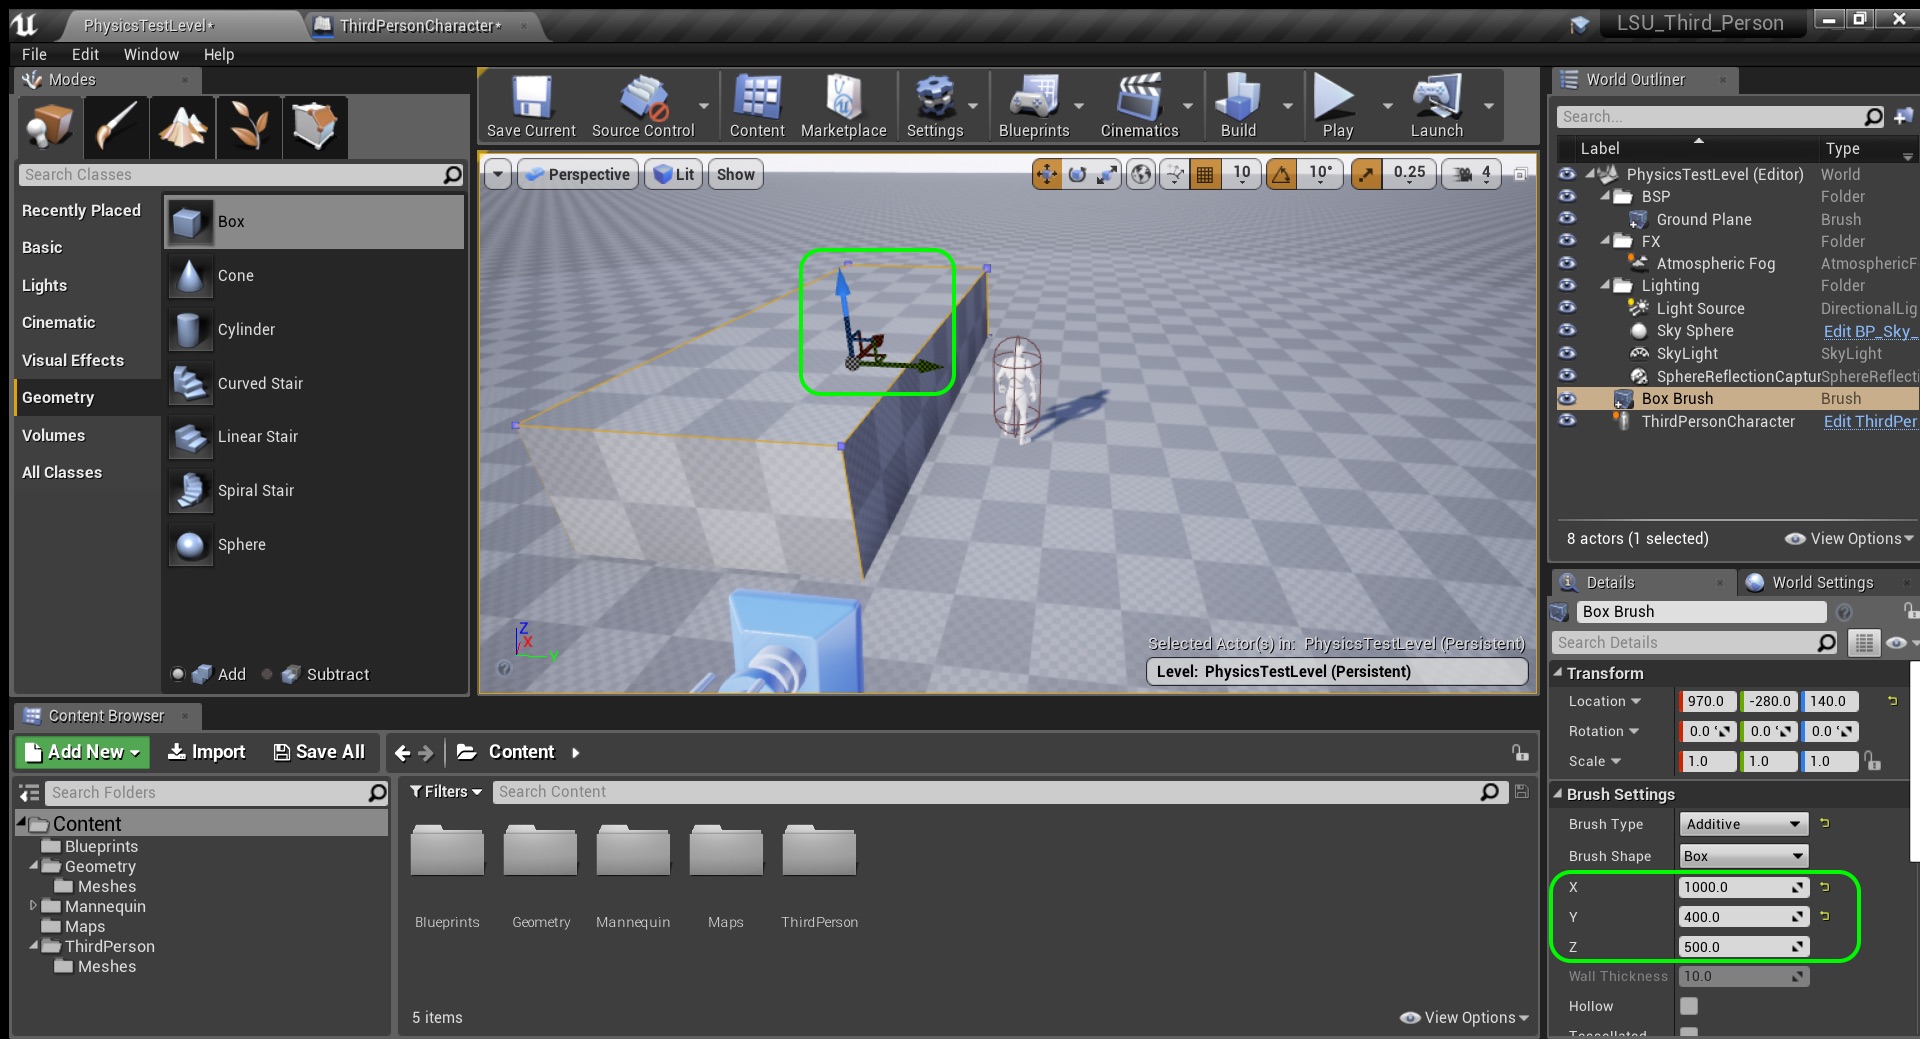 PhysicsTestLevel*
ThirdPersonCharacter*
LSU_Third_Person
File Edit Window Help
Modes
Search Classes
Recently Placed
Basic
Lights
Cinematic
Visual Effects
Geometry
Volumes
All Classes
Box
Cone
Cylinder
Curved Stair
Linear Stair
Spiral Stair
Sphere
Add Subtract
Save Current Source Control Content Marketplace Settings Blueprints Cinematics Build Play Launch
Perspective Lit Show 10 10° 0.25 4
Z
X
Y
Selected Actor(s) in: PhysicsTestLevel (Persistent)
Level: PhysicsTestLevel (Persistent)
World Outliner
Search...
Label Type
PhysicsTestLevel (Editor) World
BSP Folder
Ground Plane Brush
FX Folder
Atmospheric Fog AtmosphericF
Lighting Folder
Light Source DirectionalLig
Sky Sphere Edit BP_Sky_
SkyLight SkyLight
SphereReflectionCaptur SphereReflecti
Box Brush Brush
ThirdPersonCharacter Edit ThirdPer
8 actors (1 selected) View Options
Details World Settings
Box Brush
Search Details
Transform
Location 970.0 -280.0 140.0
Rotation 0.0 ° 0.0 ° 0.0 °
Scale 1.0 1.0 1.0
Brush Settings
Brush Type Additive
Brush Shape Box
X 1000.0
Y 400.0
Z 500.0
Wall Thickness 10.0
Hollow
Tessellated
Content Browser
Add New Import Save All Content
Search Folders
Content
Blueprints
Geometry
Meshes
Mannequin
Maps
ThirdPerson
Meshes
Filters Search Content
Blueprints Geometry Mannequin Maps ThirdPerson
5 items View Options